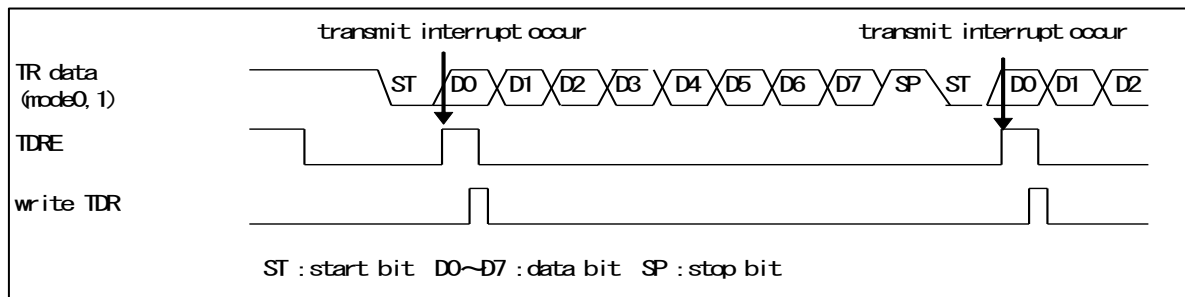 transmit interrupt occur transmit interrupt occur
TR data ST D0 D1 D2 D3 D4 D5 D6 D7 SP ST D0 D1 D2
(mode0, 1)
TDRE
write TDR
ST : start bit D0~D7 : data bit SP : stop bit